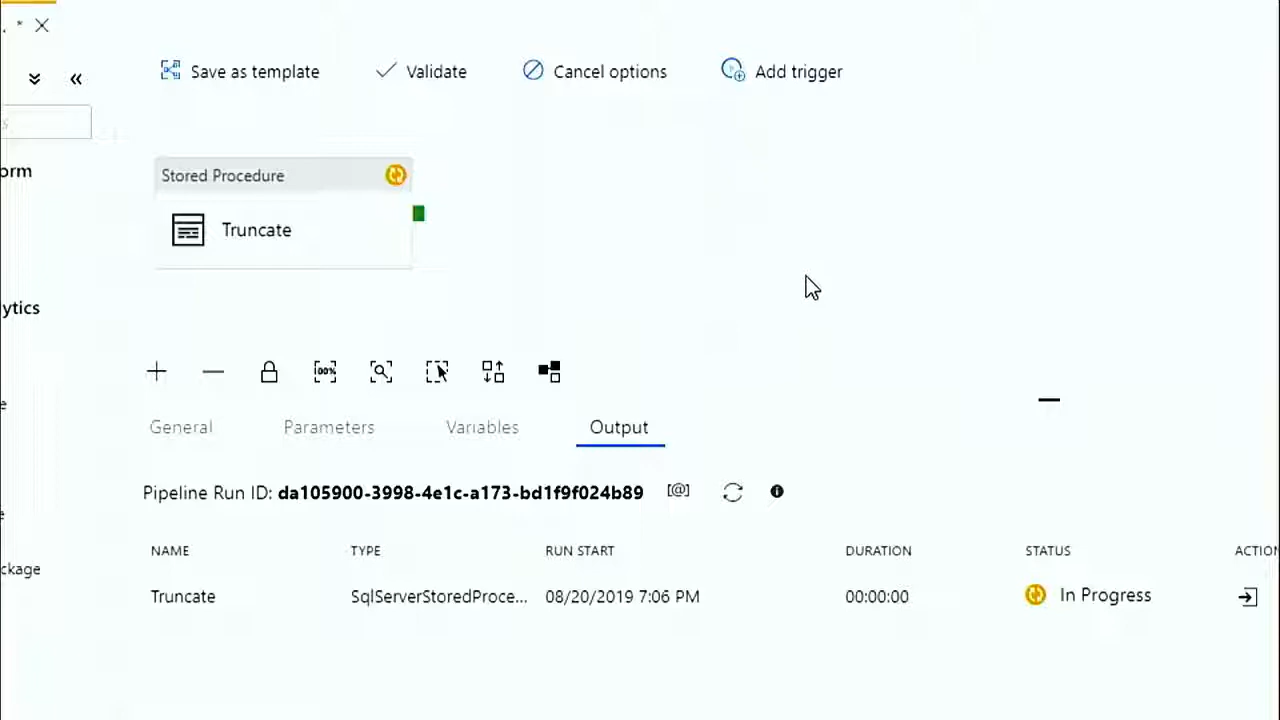 Save as template Validate Cancel options Add trigger
orm
Stored Procedure
Truncate
ytics
100%
General Parameters Variables Output
Pipeline Run ID: da105900-3998-4e1c-a173-bd1f9f024b89 [@]
NAME TYPE RUN START DURATION STATUS ACTION
ckage
Truncate SqlServerStoredProce... 08/20/2019 7:06 PM 00:00:00 In Progress